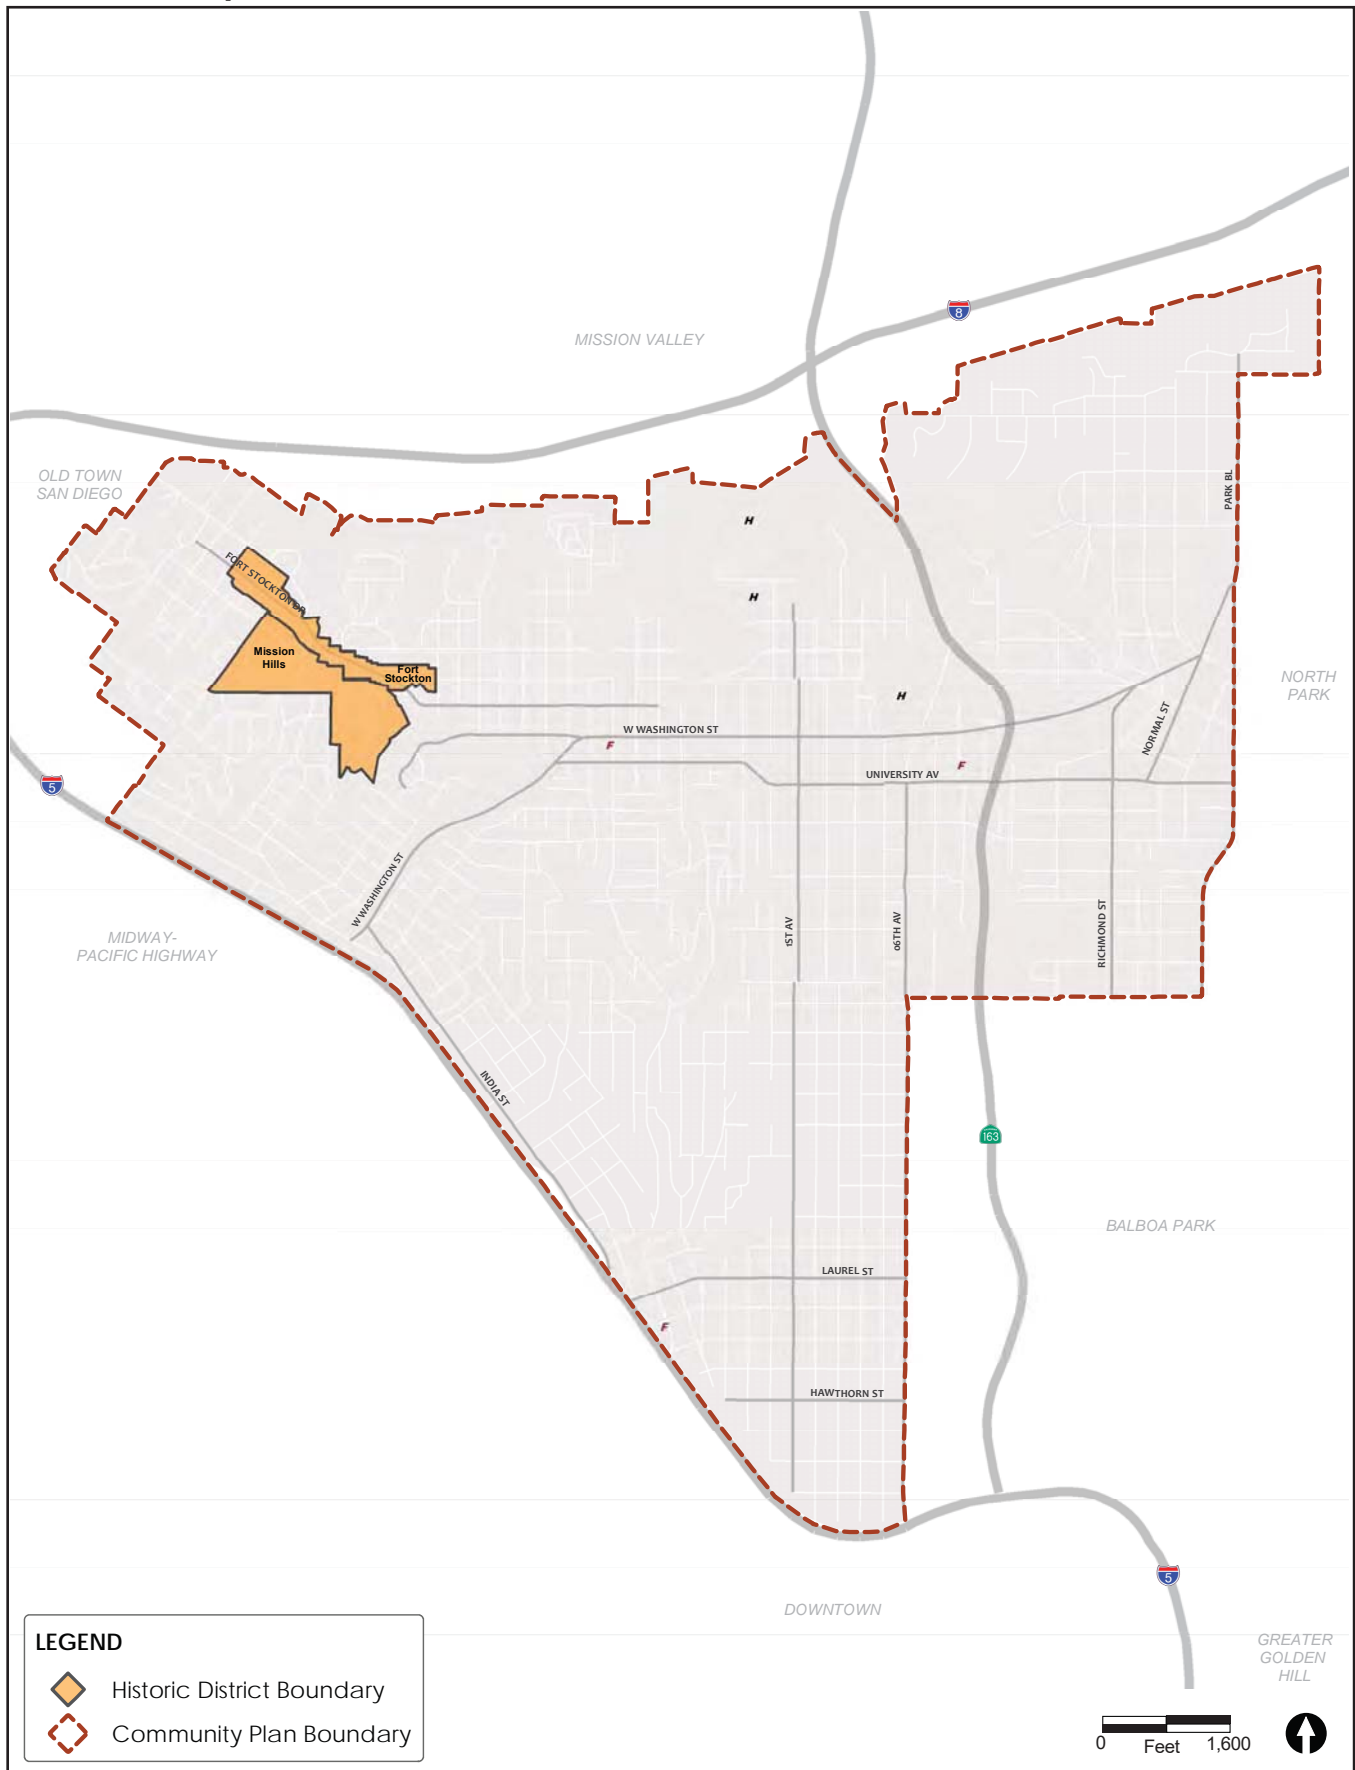 8
MISSION VALLEY
OLD TOWN
SAN DIEGO
PARK BL
H
FORT STOCKTON DR
H
Mission
Hills
Fort
Stockton
NORTH
PARK
H
NORMAL ST
W WASHINGTON ST
F
F
UNIVERSITY AV
5
W WASHINGTON ST
1ST AV
06TH AV
RICHMOND ST
MIDWAY-
PACIFIC HIGHWAY
INDIA ST
163
BALBOA PARK
LAUREL ST
F
HAWTHORN ST
5
DOWNTOWN
GREATER
GOLDEN
HILL
LEGEND
Historic District Boundary
Community Plan Boundary
0 Feet 1,600